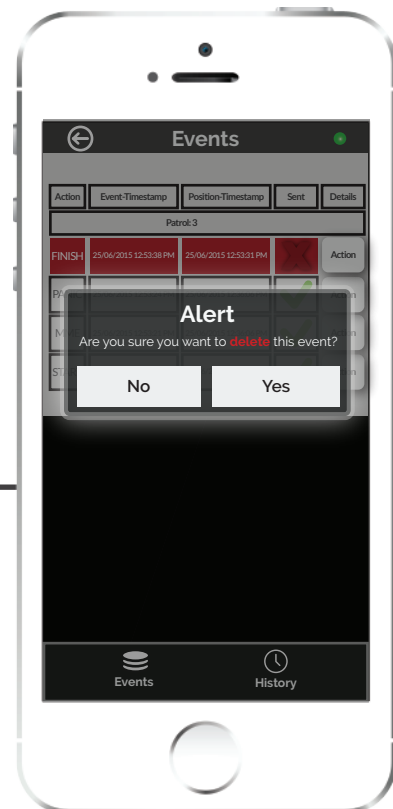 Events
Action Event-Timestamp Position-Timestamp Sent Details
Patrol: 3
FINISH 25/06/2015 12:53:38 PM 25/06/2015 12:53:31 PM Action
Alert
Are you sure you want to delete this event?
No Yes
Events History